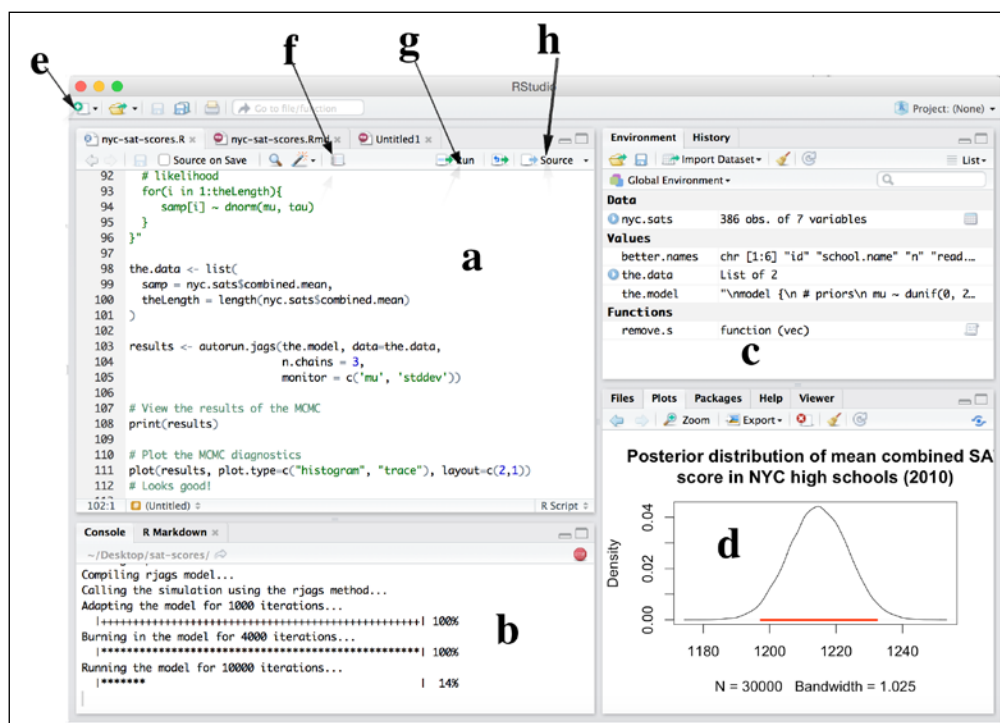 e
f
g
h
RStudio
Go to file/function
Project: (None)
nyc-sat-scores.R
nyc-sat-scores.Rmd
Untitled1
Source on Save
Run
Source
92 # likelihood
93 for(i in 1:theLength){
94 samp[i] ~ dnorm(mu, tau)
95 }
96 }"
97
98 the.data <- list(
99 samp = nyc.sats$combined.mean,
100 theLength = length(nyc.sats$combined.mean)
101 )
102
103 results <- autorun.jags(the.model, data=the.data,
104 n.chains = 3,
105 monitor = c('mu', 'stddev'))
106
107 # View the results of the MCMC
108 print(results)
109
110 # Plot the MCMC diagnostics
111 plot(results, plot.type=c("histogram", "trace"), layout=c(2,1))
112 # Looks good!
a
102:1 (Untitled) R Script
Console R Markdown
~/Desktop/sat-scores/
Compiling rjags model...
Calling the simulation using the rjags method...
Adapting the model for 1000 iterations...
|++++++++++++++++++++++++++++++++++++++++++++++++++| 100%
Burning in the model for 4000 iterations...
|**************************************************| 100%
Running the model for 10000 iterations...
|******* | 14%
b
Environment History
Import Dataset List
Global Environment
Data
nyc.sats 386 obs. of 7 variables
Values
better.names chr [1:6] "id" "school.name" "n" "read....
the.data List of 2
the.model "\nmodel {\n # priors\n mu ~ dunif(0, 2…
Functions
remove.s function (vec)
c
Files Plots Packages Help Viewer
Zoom Export
Posterior distribution of mean combined SA
score in NYC high schools (2010)
d
Density
0.04
0.02
0.00
1180 1200 1220 1240
N = 30000 Bandwidth = 1.025